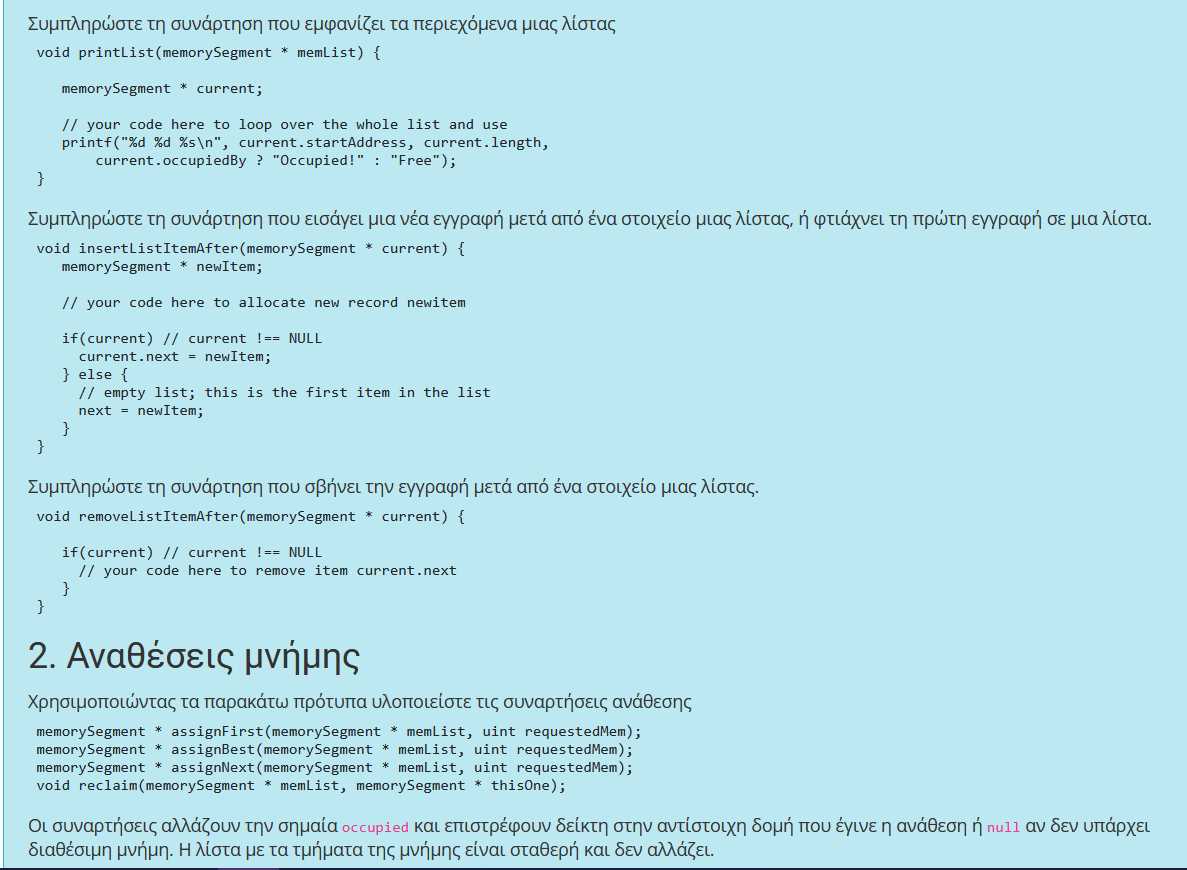 Συμπληρώστε τη συνάρτηση που εμφανίζει τα περιεχόμενα μιας λίστας
void printList(memorySegment * memList) {
memorySegment * current;
// your code here to loop over the whole list and use
printf("%d %d %s\n", current.startAddress, current.length,
current.occupiedBy ? "Occupied!" : "Free");
}
Συμπληρώστε τη συνάρτηση που εισάγει μια νέα εγγραφή μετά από ένα στοιχείο μιας λίστας, ή φτιάχνει τη πρώτη εγγραφή σε μια λίστα.
void insertListItemAfter(memorySegment * current) {
memorySegment * newItem;
// your code here to allocate new record newitem
if(current) // current !== NULL
current.next = newItem;
} else {
// empty list; this is the first item in the list
next = newItem;
}
}
Συμπληρώστε τη συνάρτηση που σβήνει την εγγραφή μετά από ένα στοιχείο μιας λίστας.
void removeListItemAfter(memorySegment * current) {
if(current) // current !== NULL
// your code here to remove item current.next
}
}
2. Αναθέσεις μνήμης
Χρησιμοποιώντας τα παρακάτω πρότυπα υλοποιείστε τις συναρτήσεις ανάθεσης
memorySegment * assignFirst(memorySegment * memList, uint requestedMem);
memorySegment * assignBest(memorySegment * memList, uint requestedMem);
memorySegment * assignNext(memorySegment * memList, uint requestedMem);
void reclaim(memorySegment * memList, memorySegment * thisOne);
Οι συναρτήσεις αλλάζουν την σημαία occupied και επιστρέφουν δείκτη στην αντίστοιχη δομή που έγινε η ανάθεση ή null αν δεν υπάρχει
διαθέσιμη μνήμη. Η λίστα με τα τμήματα της μνήμης είναι σταθερή και δεν αλλάζει.